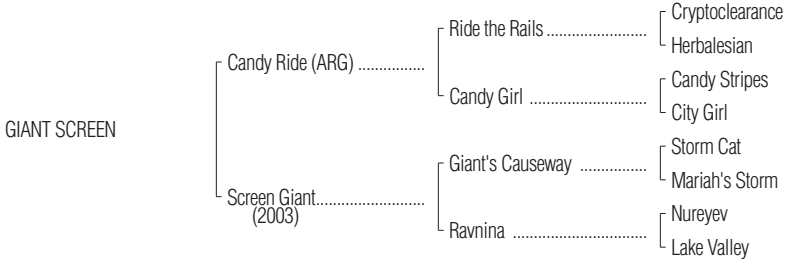 Cryptoclearance
Ride the Rails ........................
Herbalesian
Candy Ride (ARG) ................
Candy Stripes
Candy Girl ............................
City Girl
GIANT SCREEN
Storm Cat
Giant's Causeway ................
Mariah's Storm
Screen Giant..........................
(2003)
Nureyev
Ravnina ................................
Lake Valley